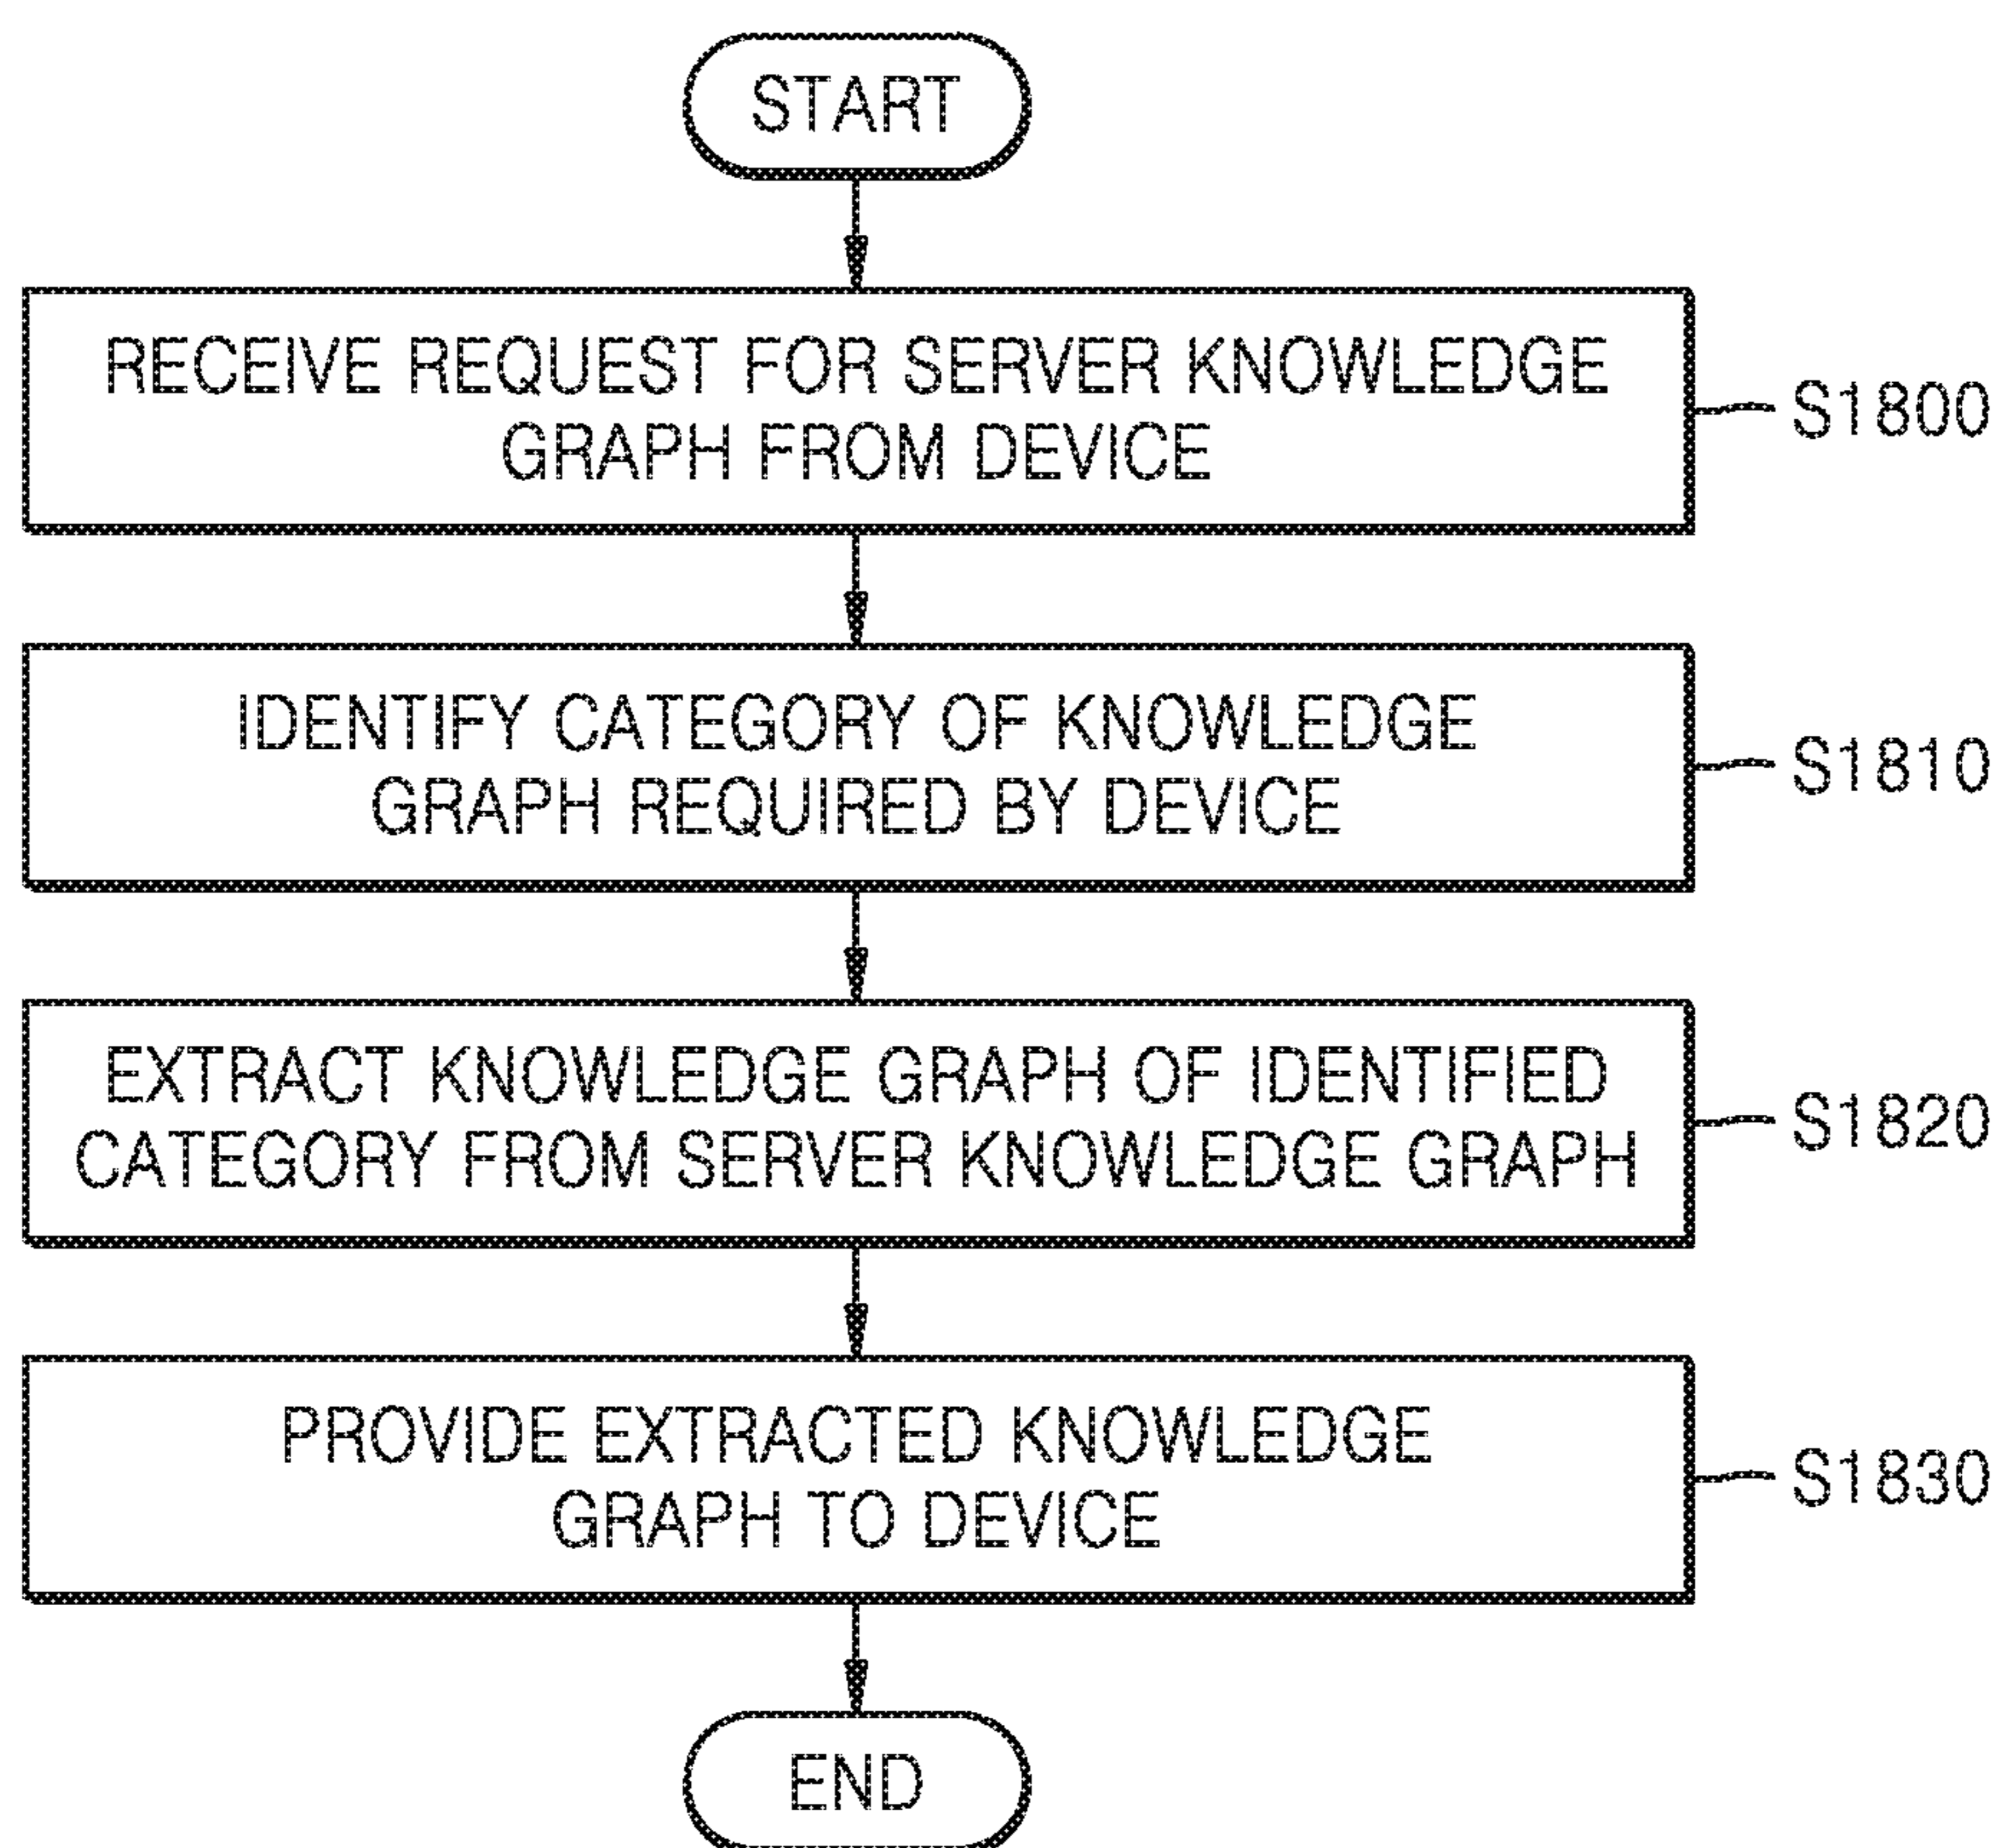 START
RECEIVE REQUEST FOR SERVER KNOWLEDGE
GRAPH FROM DEVICE
S1800
IDENTIFY CATEGORY OF KNOWLEDGE
GRAPH REQUIRED BY DEVICE
S1810
EXTRACT KNOWLEDGE GRAPH OF IDENTIFIED
CATEGORY FROM SERVER KNOWLEDGE GRAPH
S1820
PROVIDE EXTRACTED KNOWLEDGE
GRAPH TO DEVICE
S1830
END